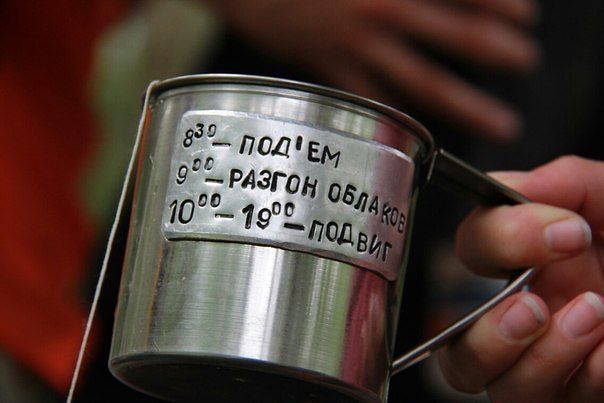 8³⁰ – ПОД'ЕМ
9⁰⁰ – РАЗГОН ОБЛАКОВ
10⁰⁰ – 19⁰⁰ – ПОДВИГ